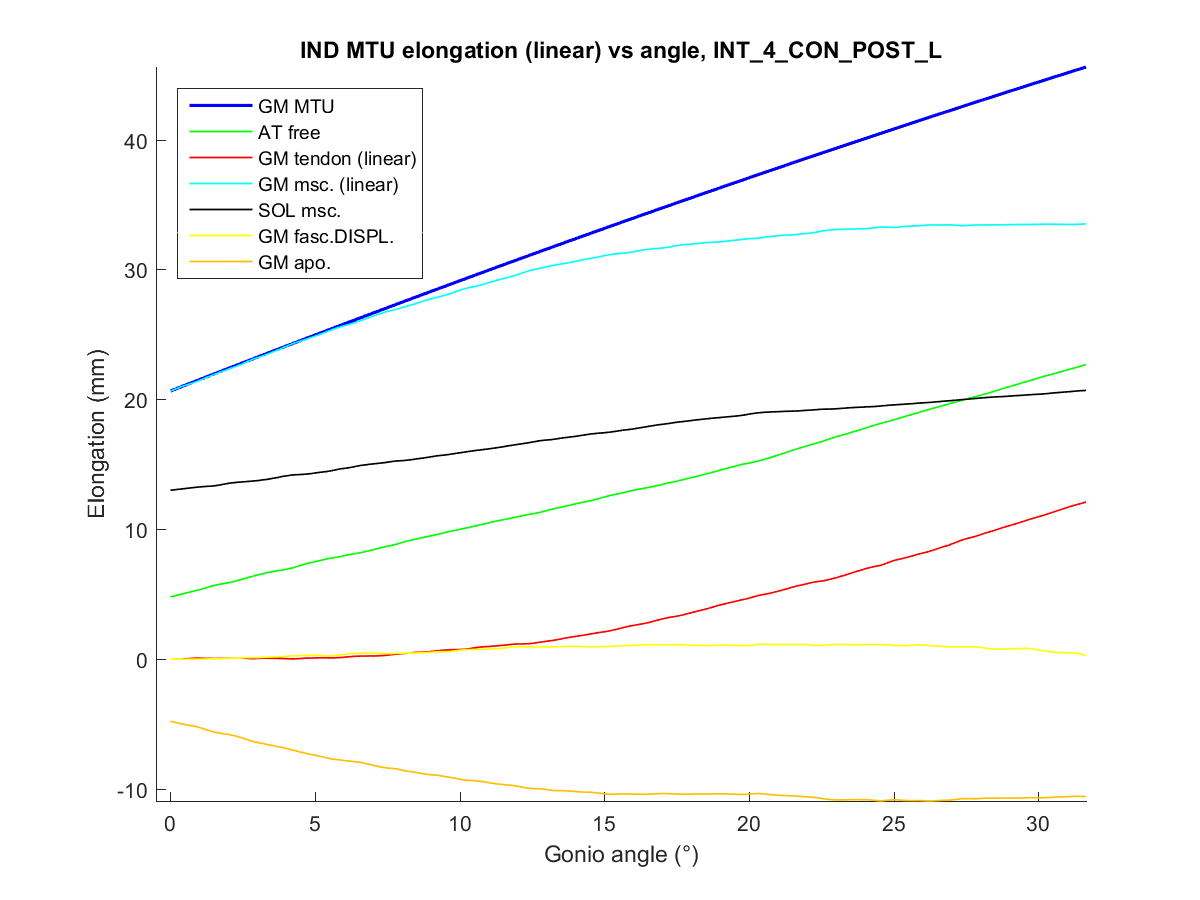 IND MTU elongation (linear) vs angle, INT_4_CON_POST_L
GM MTU
AT free
GM tendon (linear)
GM msc. (linear)
SOL msc.
GM fasc.DISPL.
GM apo.
Elongation (mm)
40
30
20
10
0
-10
0 5 10 15 20 25 30
Gonio angle (°)